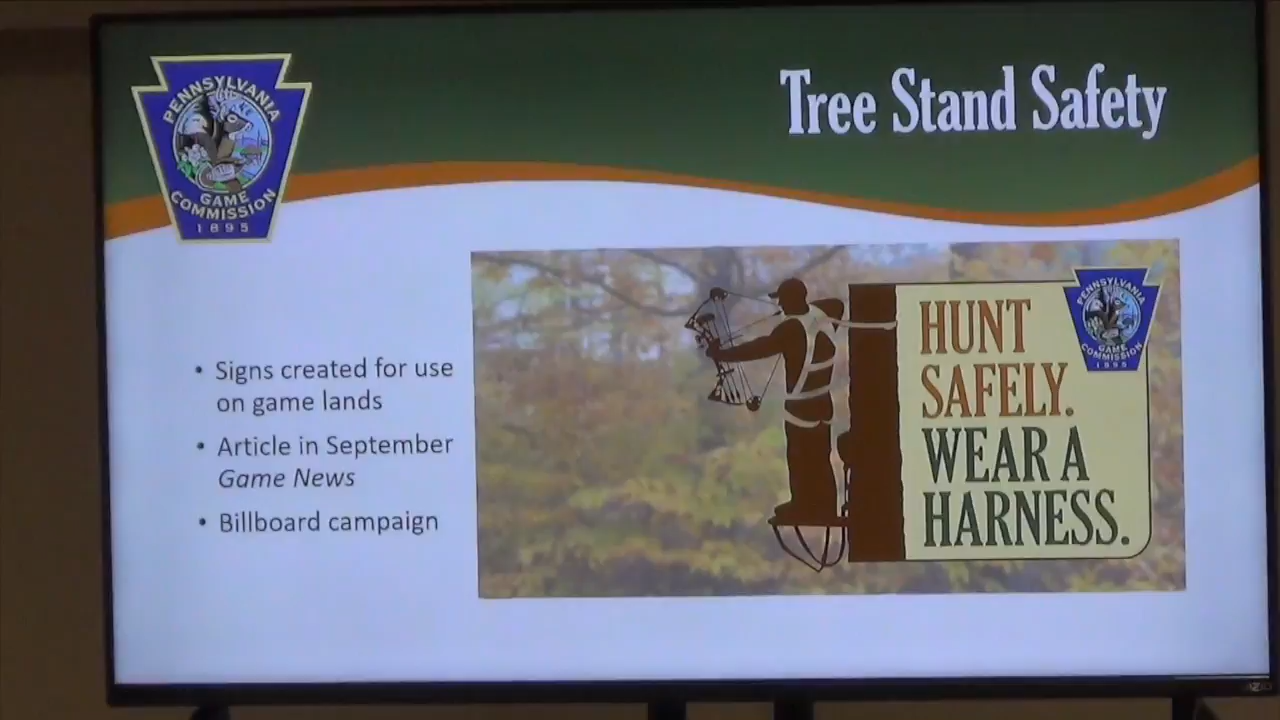 PENNSYLVANIA
GAME
COMMISSION
1895
Tree Stand Safety
• Signs created for use
on game lands
• Article in September
Game News
• Billboard campaign
HUNT
SAFELY.
WEAR A
HARNESS.
PENNSYLVANIA
GAME
COMMISSION
1895